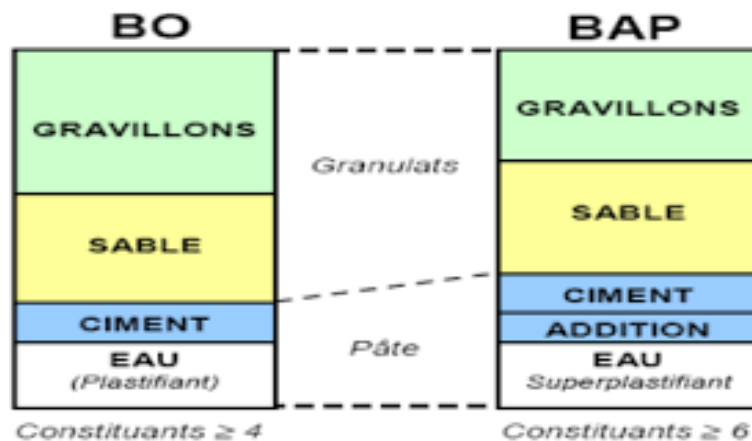 BO
BAP
GRAVILLONS
GRAVILLONS
Granulats
SABLE
SABLE
CIMENT
CIMENT
ADDITION
Pâte
EAU
(Plastifiant)
EAU
Superplastifiant
Constituants ≥ 4
Constituants ≥ 6